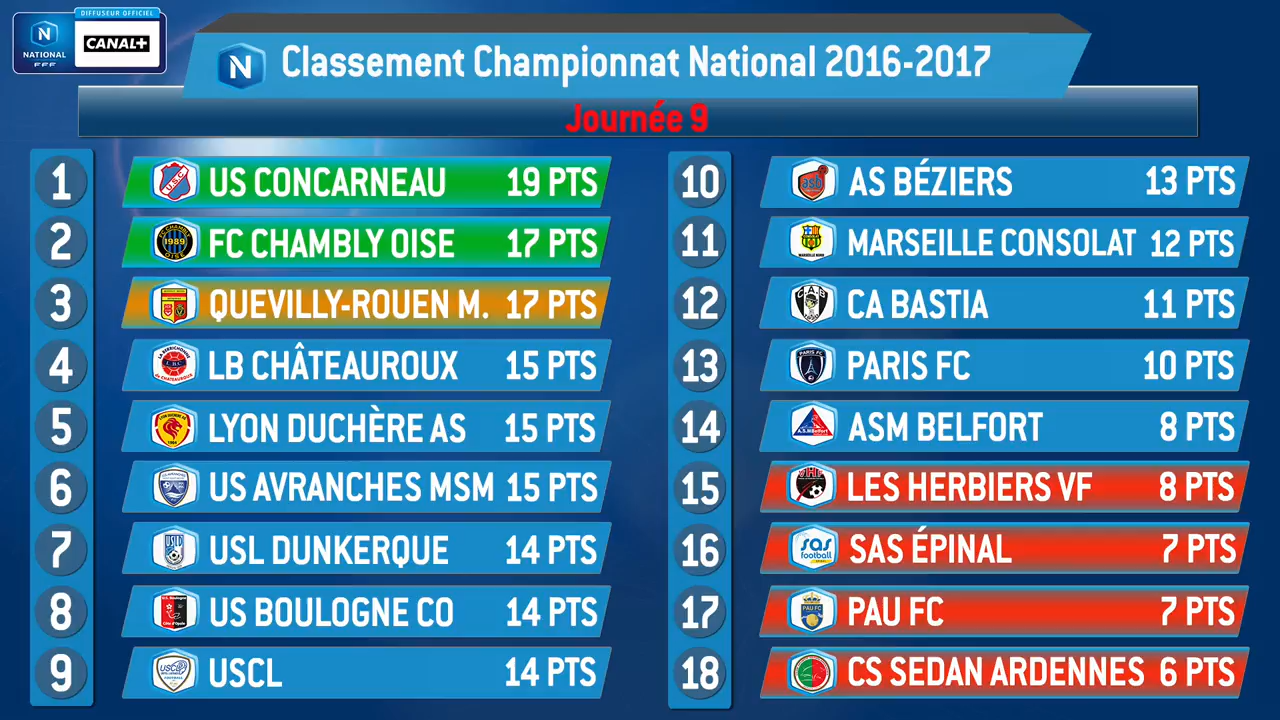 DIFFUSEUR OFFICIEL
N
NATIONAL
FFF
CANAL+
N
Classement Championnat National 2016-2017
Journée 9
1 US CONCARNEAU 19 PTS
2 FC CHAMBLY OISE 17 PTS
3 QUEVILLY-ROUEN M. 17 PTS
4 LB CHÂTEAUROUX 15 PTS
5 LYON DUCHÈRE AS 15 PTS
6 US AVRANCHES MSM 15 PTS
7 USL DUNKERQUE 14 PTS
8 US BOULOGNE CO 14 PTS
9 USCL 14 PTS
10 AS BÉZIERS 13 PTS
11 MARSEILLE CONSOLAT 12 PTS
12 CA BASTIA 11 PTS
13 PARIS FC 10 PTS
14 ASM BELFORT 8 PTS
15 LES HERBIERS VF 8 PTS
16 SAS ÉPINAL 7 PTS
17 PAU FC 7 PTS
18 CS SEDAN ARDENNES 6 PTS